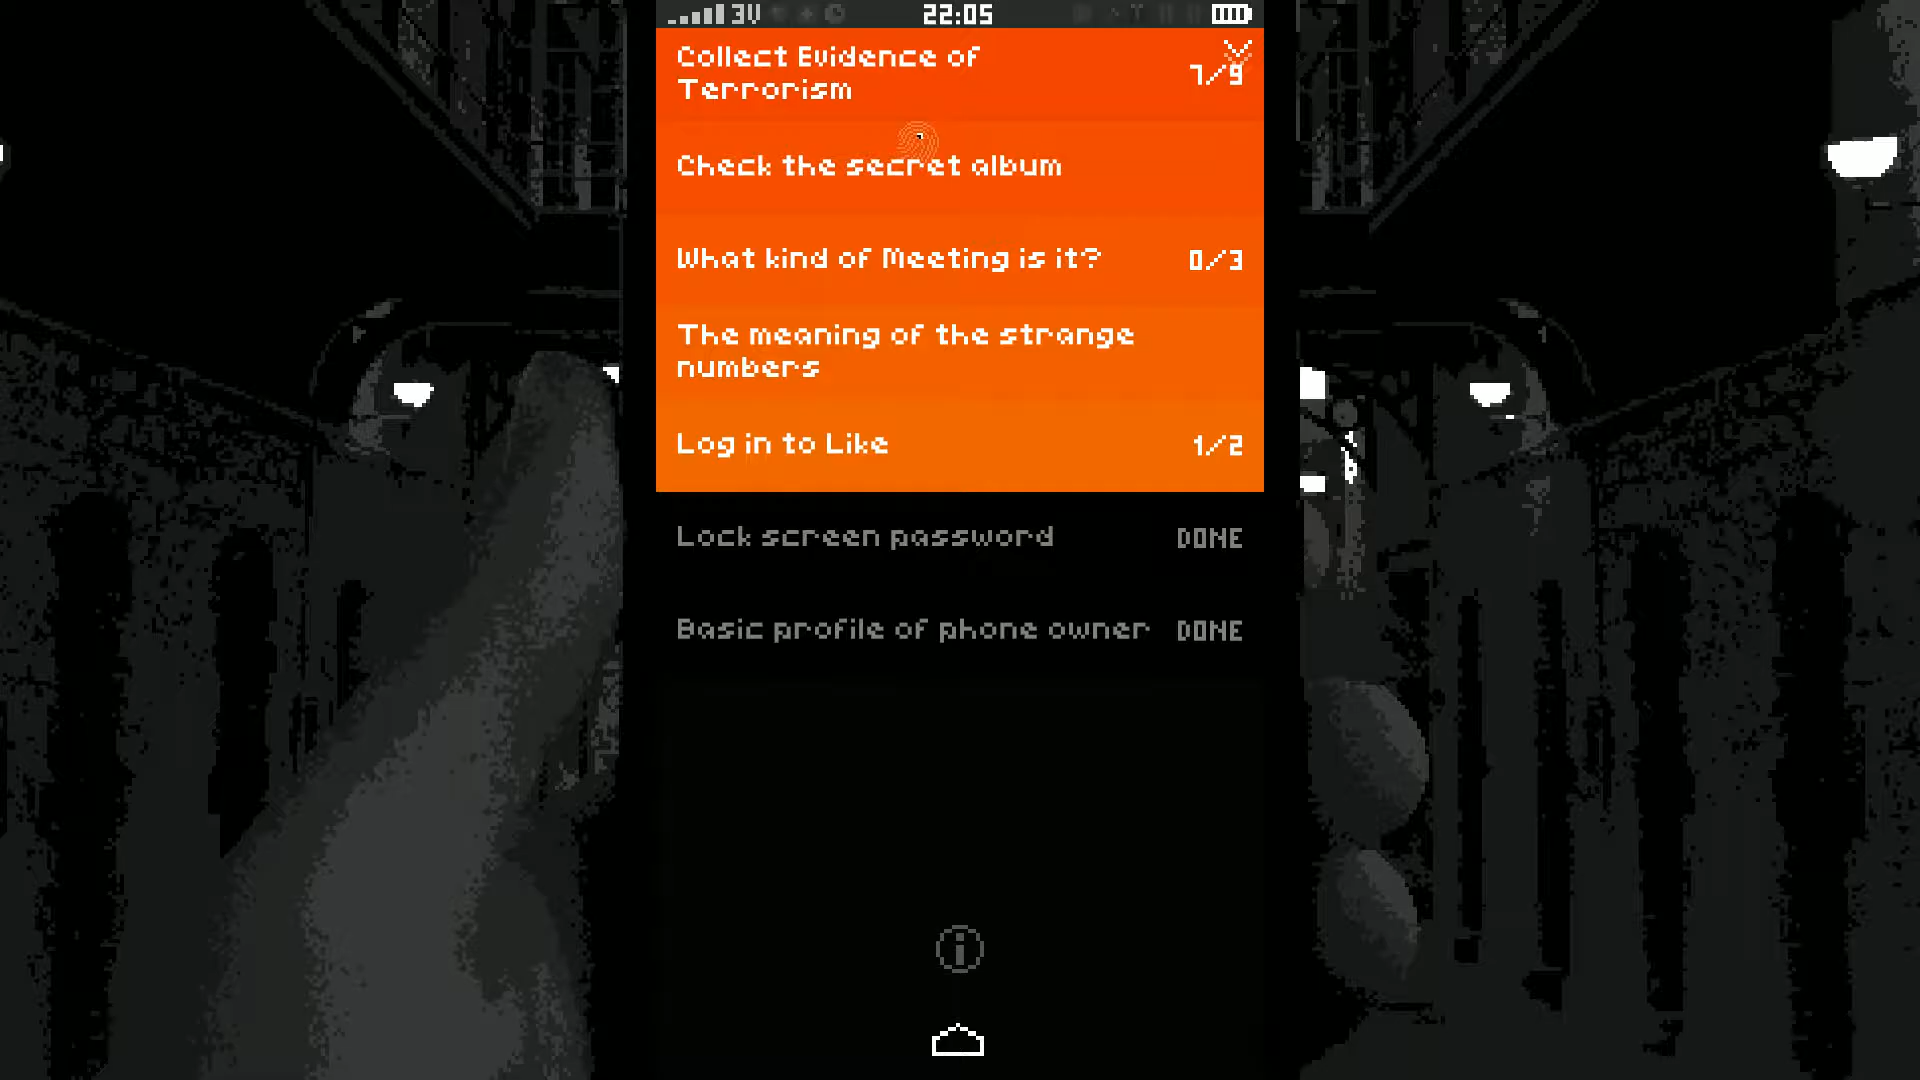 3V
22:05
Collect Evidence of
Terrorism
7/9
Check the secret album
What kind of Meeting is it?
0/3
The meaning of the strange
numbers
Log in to Like
1/2
Lock screen password
DONE
Basic profile of phone owner
DONE